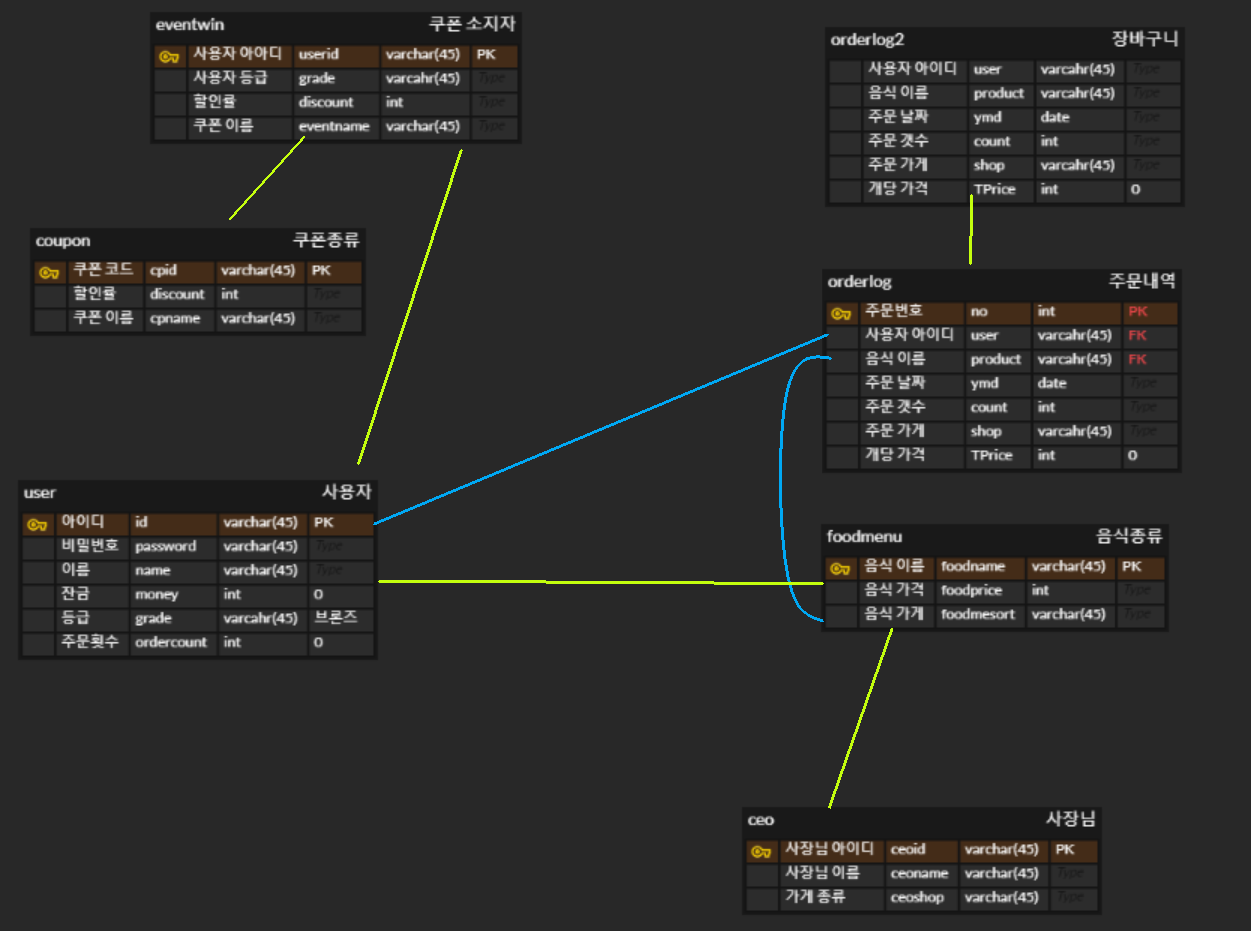 eventwin 쿠폰 소지자
사용자 아아디 userid varchar(45) PK
사용자 등급 grade varcahr(45) Type
할인률 discount int Type
쿠폰 이름 eventname varchar(45) Type
orderlog2 장바구니
사용자 아이디 user varcahr(45) Type
음식 이름 product varcahr(45) Type
주문 날짜 ymd date Type
주문 갯수 count int Type
주문 가게 shop varcahr(45) Type
개당 가격 TPrice int 0
coupon 쿠폰종류
쿠폰 코드 cpid varchar(45) PK
할인률 discount int Type
쿠폰 이름 cpname varchar(45) Type
orderlog 주문내역
주문번호 no int PK
사용자 아이디 user varcahr(45) FK
음식 이름 product varcahr(45) FK
주문 날짜 ymd date Type
주문 갯수 count int Type
주문 가게 shop varcahr(45) Type
개당 가격 TPrice int 0
user 사용자
아이디 id varchar(45) PK
비밀번호 password varchar(45) Type
이름 name varchar(45) Type
잔금 money int 0
등급 grade varcahr(45) 브론즈
주문횟수 ordercount int 0
foodmenu 음식종류
음식 이름 foodname varchar(45) PK
음식 가격 foodprice int Type
음식 가게 foodmesort varchar(45) Type
ceo 사장님
사장님 아이디 ceoid varchar(45) PK
사장님 이름 ceoname varchar(45) Type
가게 종류 ceoshop varchar(45) Type